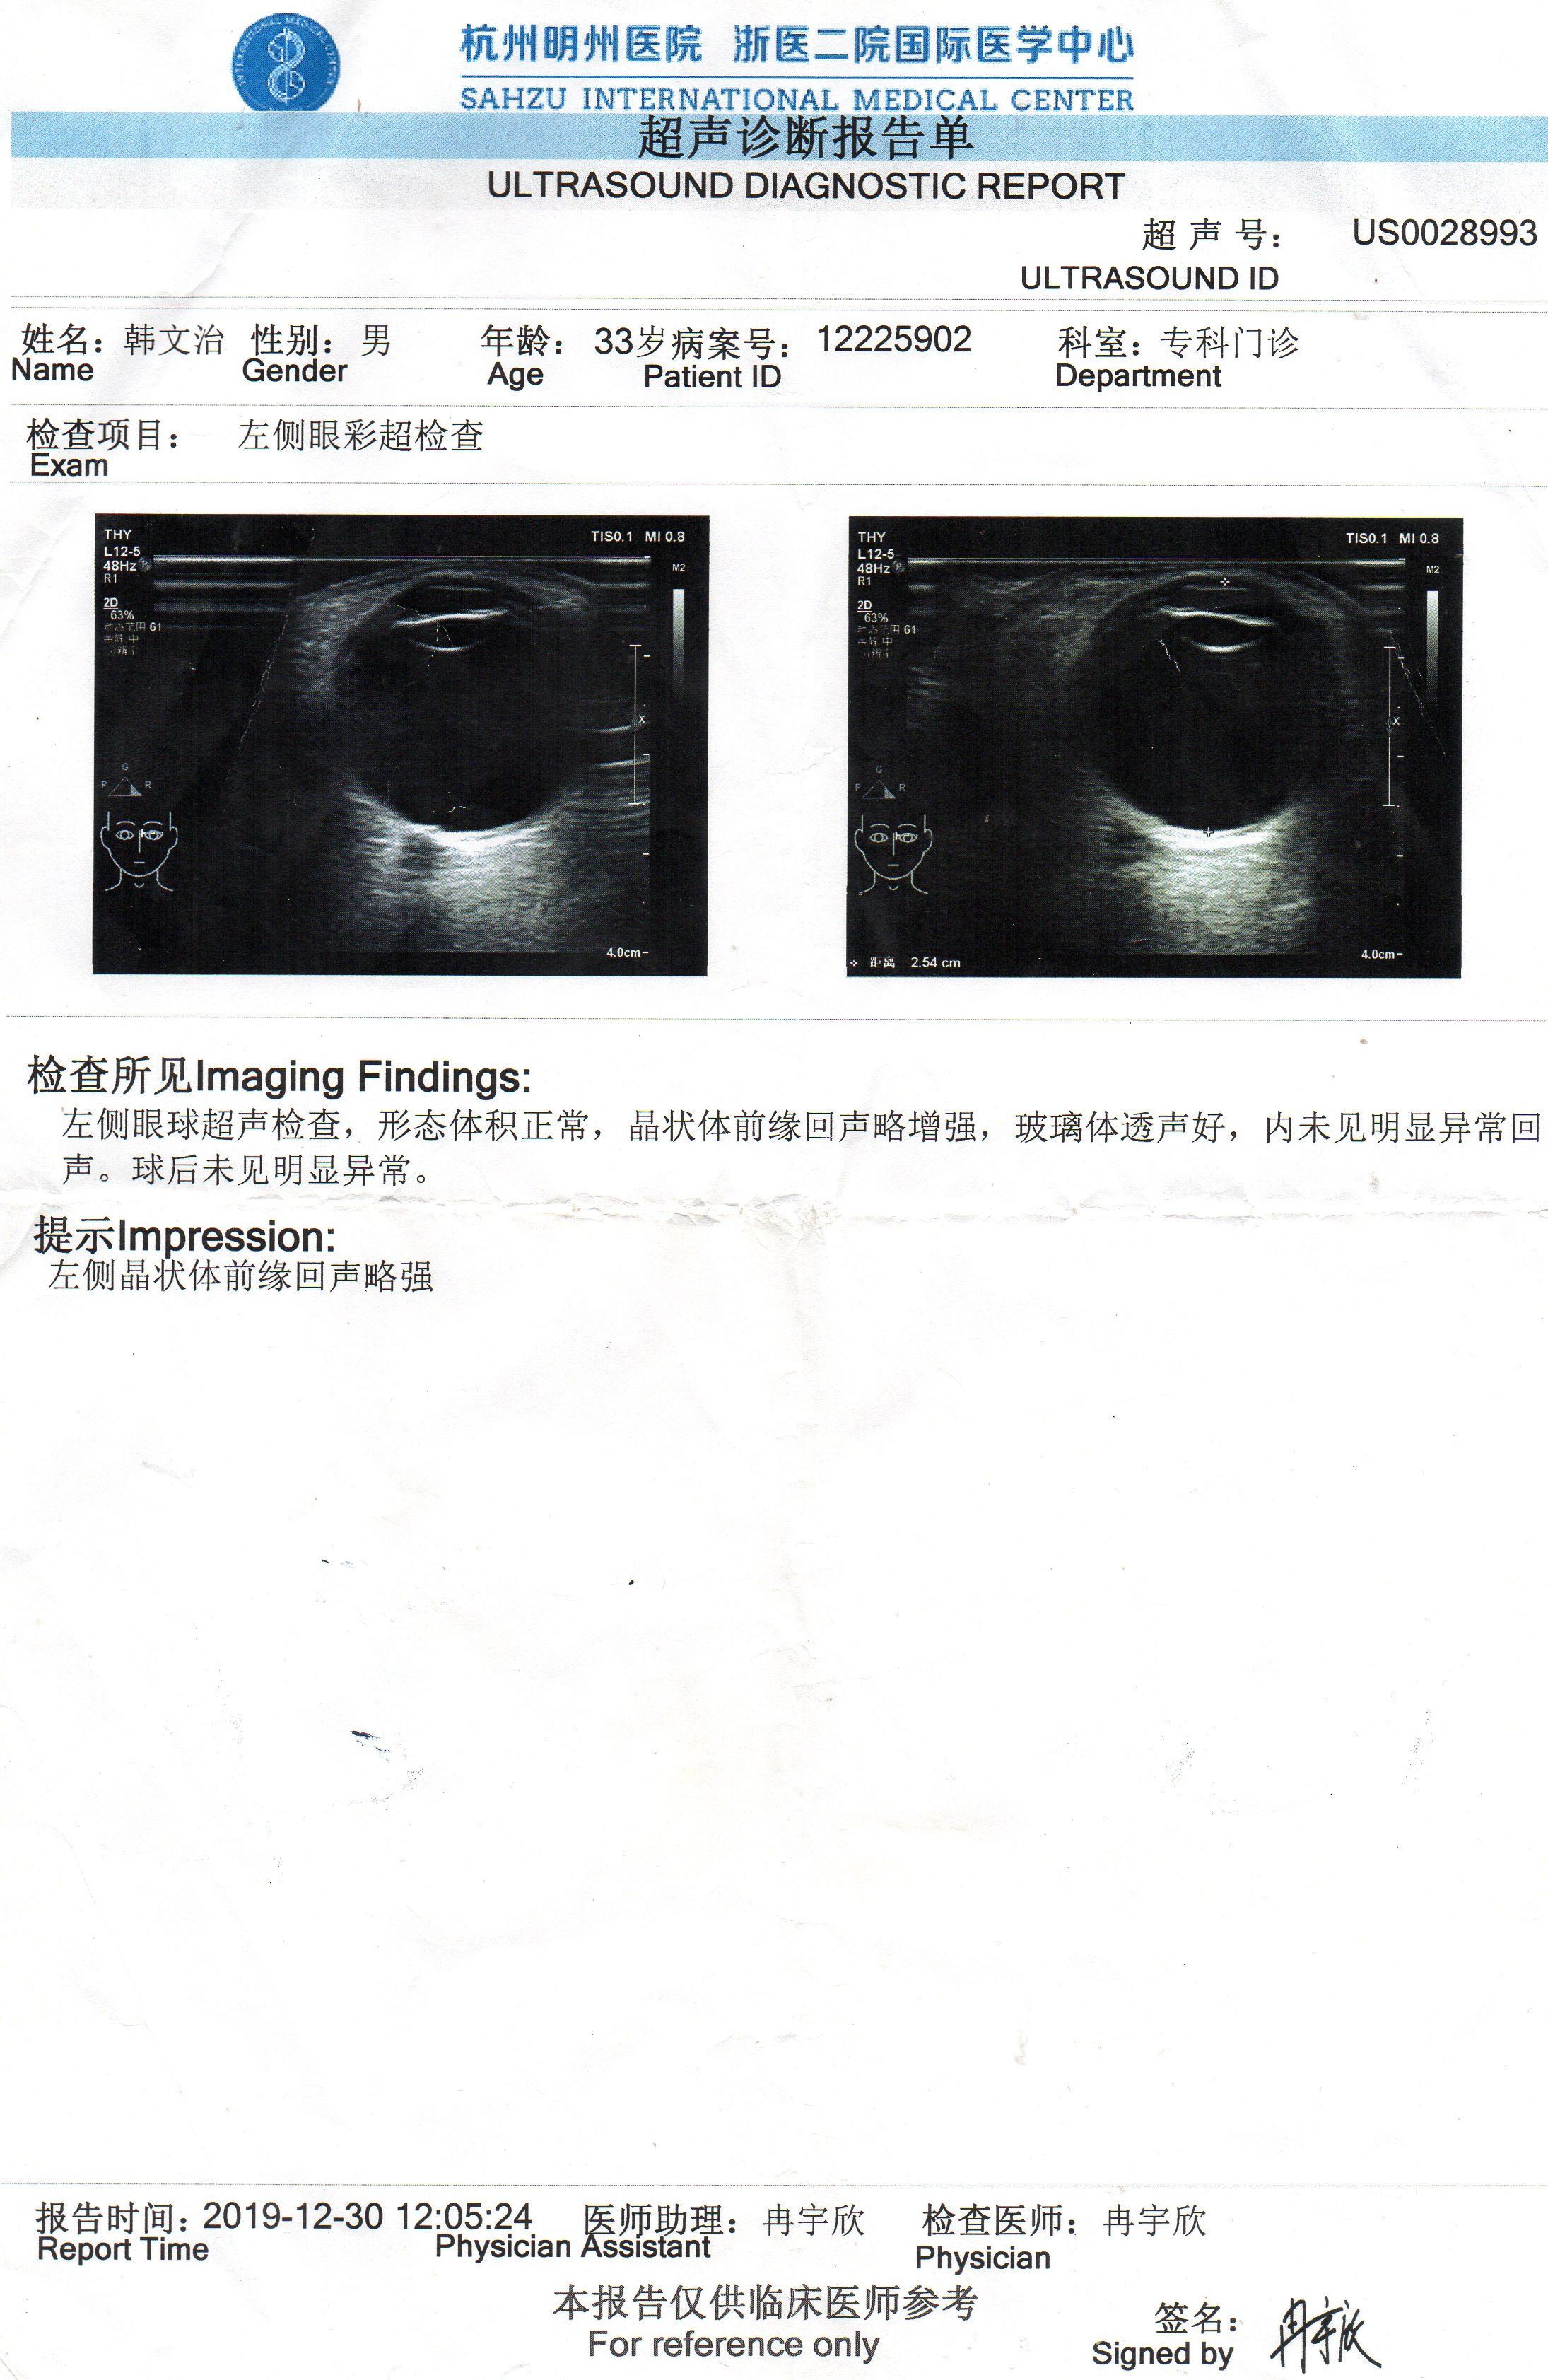 杭州明州医院 浙医二院国际医学中心
SAHZU INTERNATIONAL MEDICAL CENTER
超声诊断报告单
ULTRASOUND DIAGNOSTIC REPORT
超声号： US0028993
ULTRASOUND ID
姓名：韩文治 性别：男 年龄：33岁 病案号：12225902 科室：专科门诊
Name Gender Age Patient ID Department
检查项目： 左侧眼彩超检查
Exam
THY
L12-5
48Hz
R1
2D
63%
61
中
TIS0.1 MI 0.8
M2
P
G
P R
X
4.0cm
THY
L12-5
48Hz
R1
2D
63%
61
中
TIS0.1 MI 0.8
M2
P
G
P R
X
距离 2.54 cm
4.0cm
检查所见Imaging Findings:
左侧眼球超声检查，形态体积正常，晶状体前缘回声略增强，玻璃体透声好，内未见明显异常回
声。球后未见明显异常。
提示Impression:
左侧晶状体前缘回声略强
报告时间：2019-12-30 12:05:24 医师助理：冉宇欣 检查医师：冉宇欣
Report Time Physician Assistant Physician
本报告仅供临床医师参考
For reference only
签名：冉宇欣
Signed by